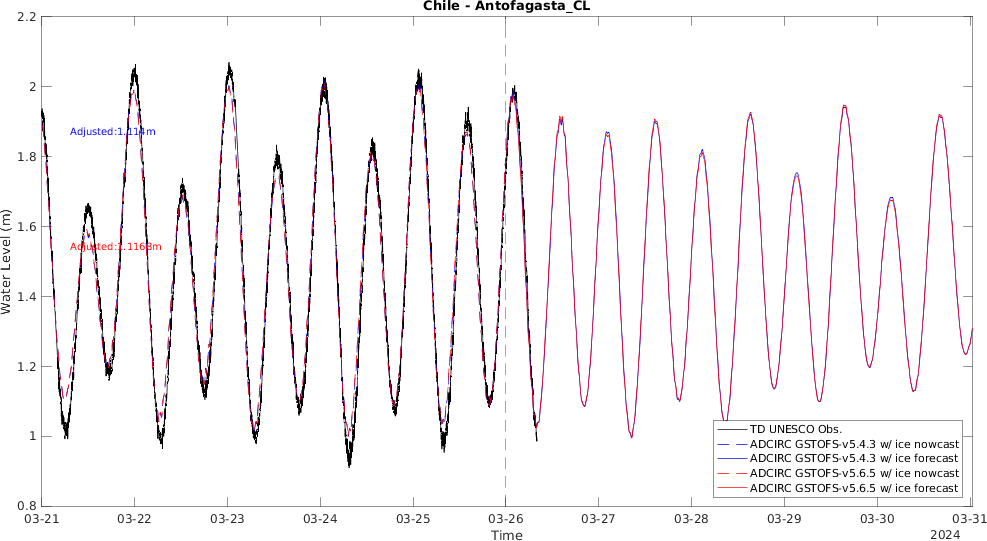 Chile - Antofagasta_CL
2.2
2
1.8
1.6
1.4
1.2
1
0.8
Water Level (m)
Adjusted:1.114m
Adjusted:1.1168m
TD UNESCO Obs.
ADCIRC GSTOFS-v5.4.3 w/ ice nowcast
ADCIRC GSTOFS-v5.4.3 w/ ice forecast
ADCIRC GSTOFS-v5.6.5 w/ ice nowcast
ADCIRC GSTOFS-v5.6.5 w/ ice forecast
03-21 03-22 03-23 03-24 03-25 03-26 03-27 03-28 03-29 03-30 03-31
Time
2024